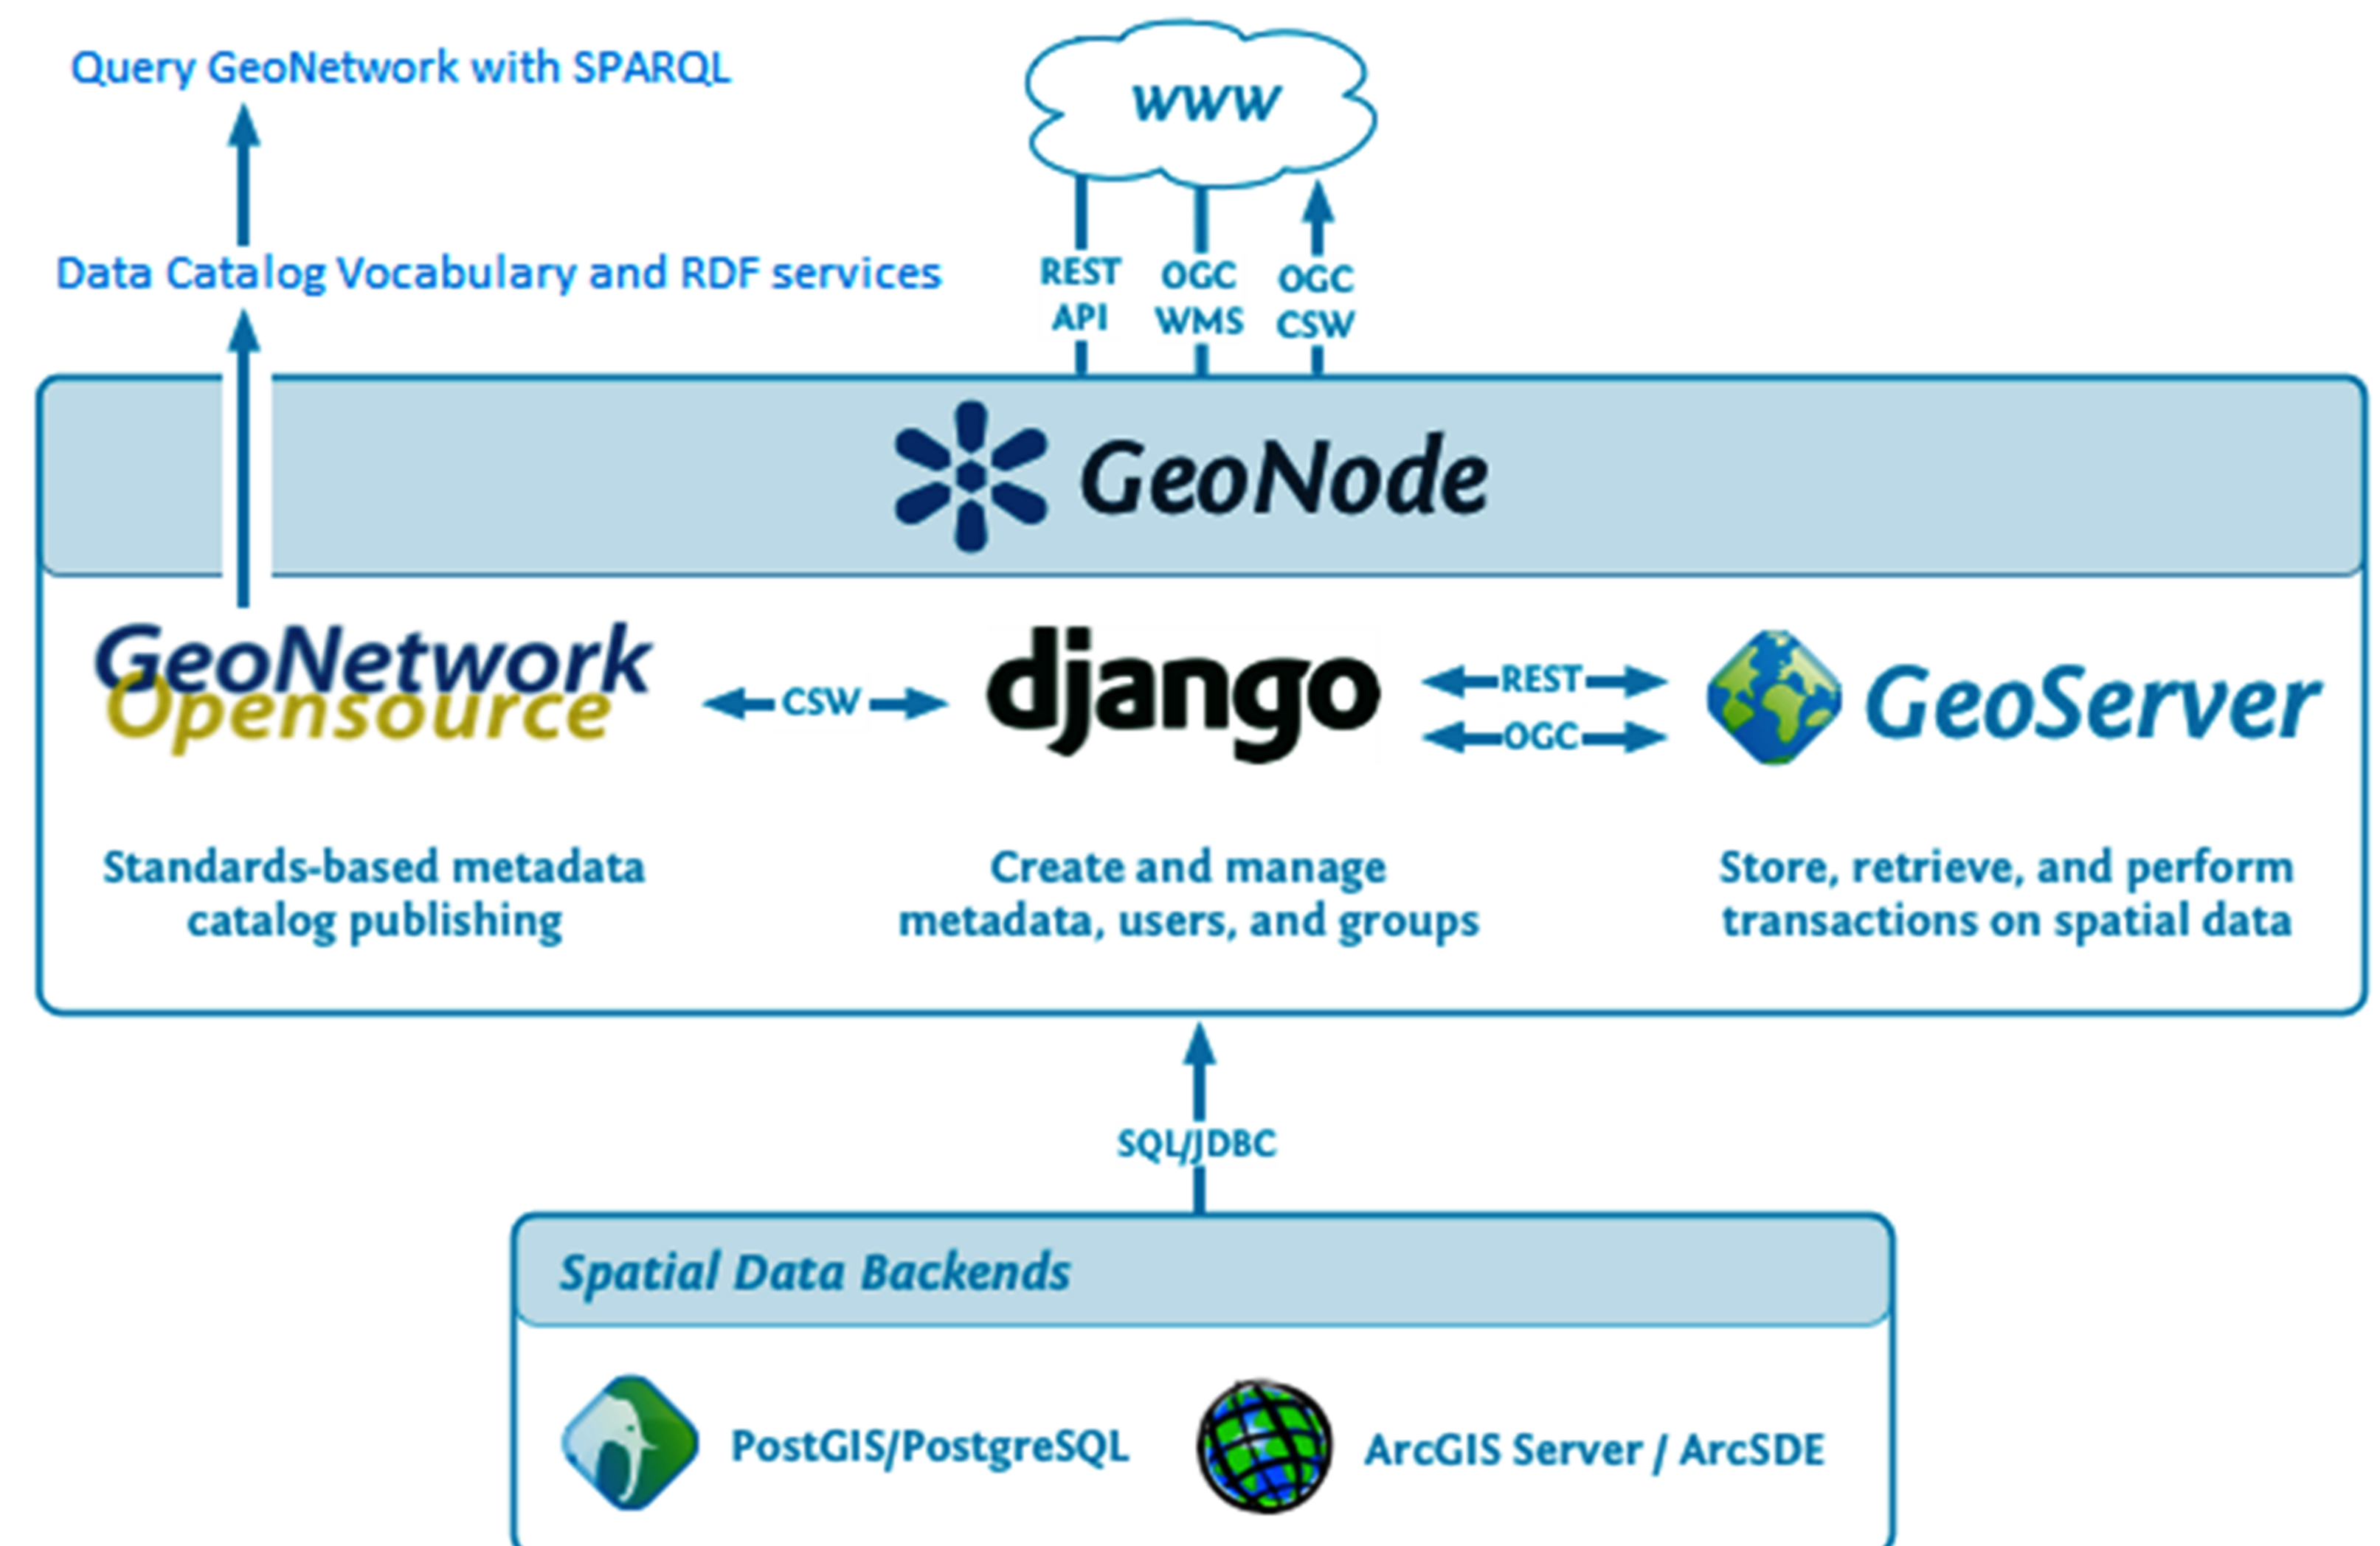 Query GeoNetwork with SPARQL
www
Data Catalog Vocabulary and RDF services
REST
API
OGC
WMS
OGC
CSW
GeoNode
GeoNetwork
Opensource
CSW
django
REST
OGC
GeoServer
Standards-based metadata
catalog publishing
Create and manage
metadata, users, and groups
Store, retrieve, and perform
transactions on spatial data
SQL/JDBC
Spatial Data Backends
PostGIS/PostgreSQL
ArcGIS Server / ArcSDE